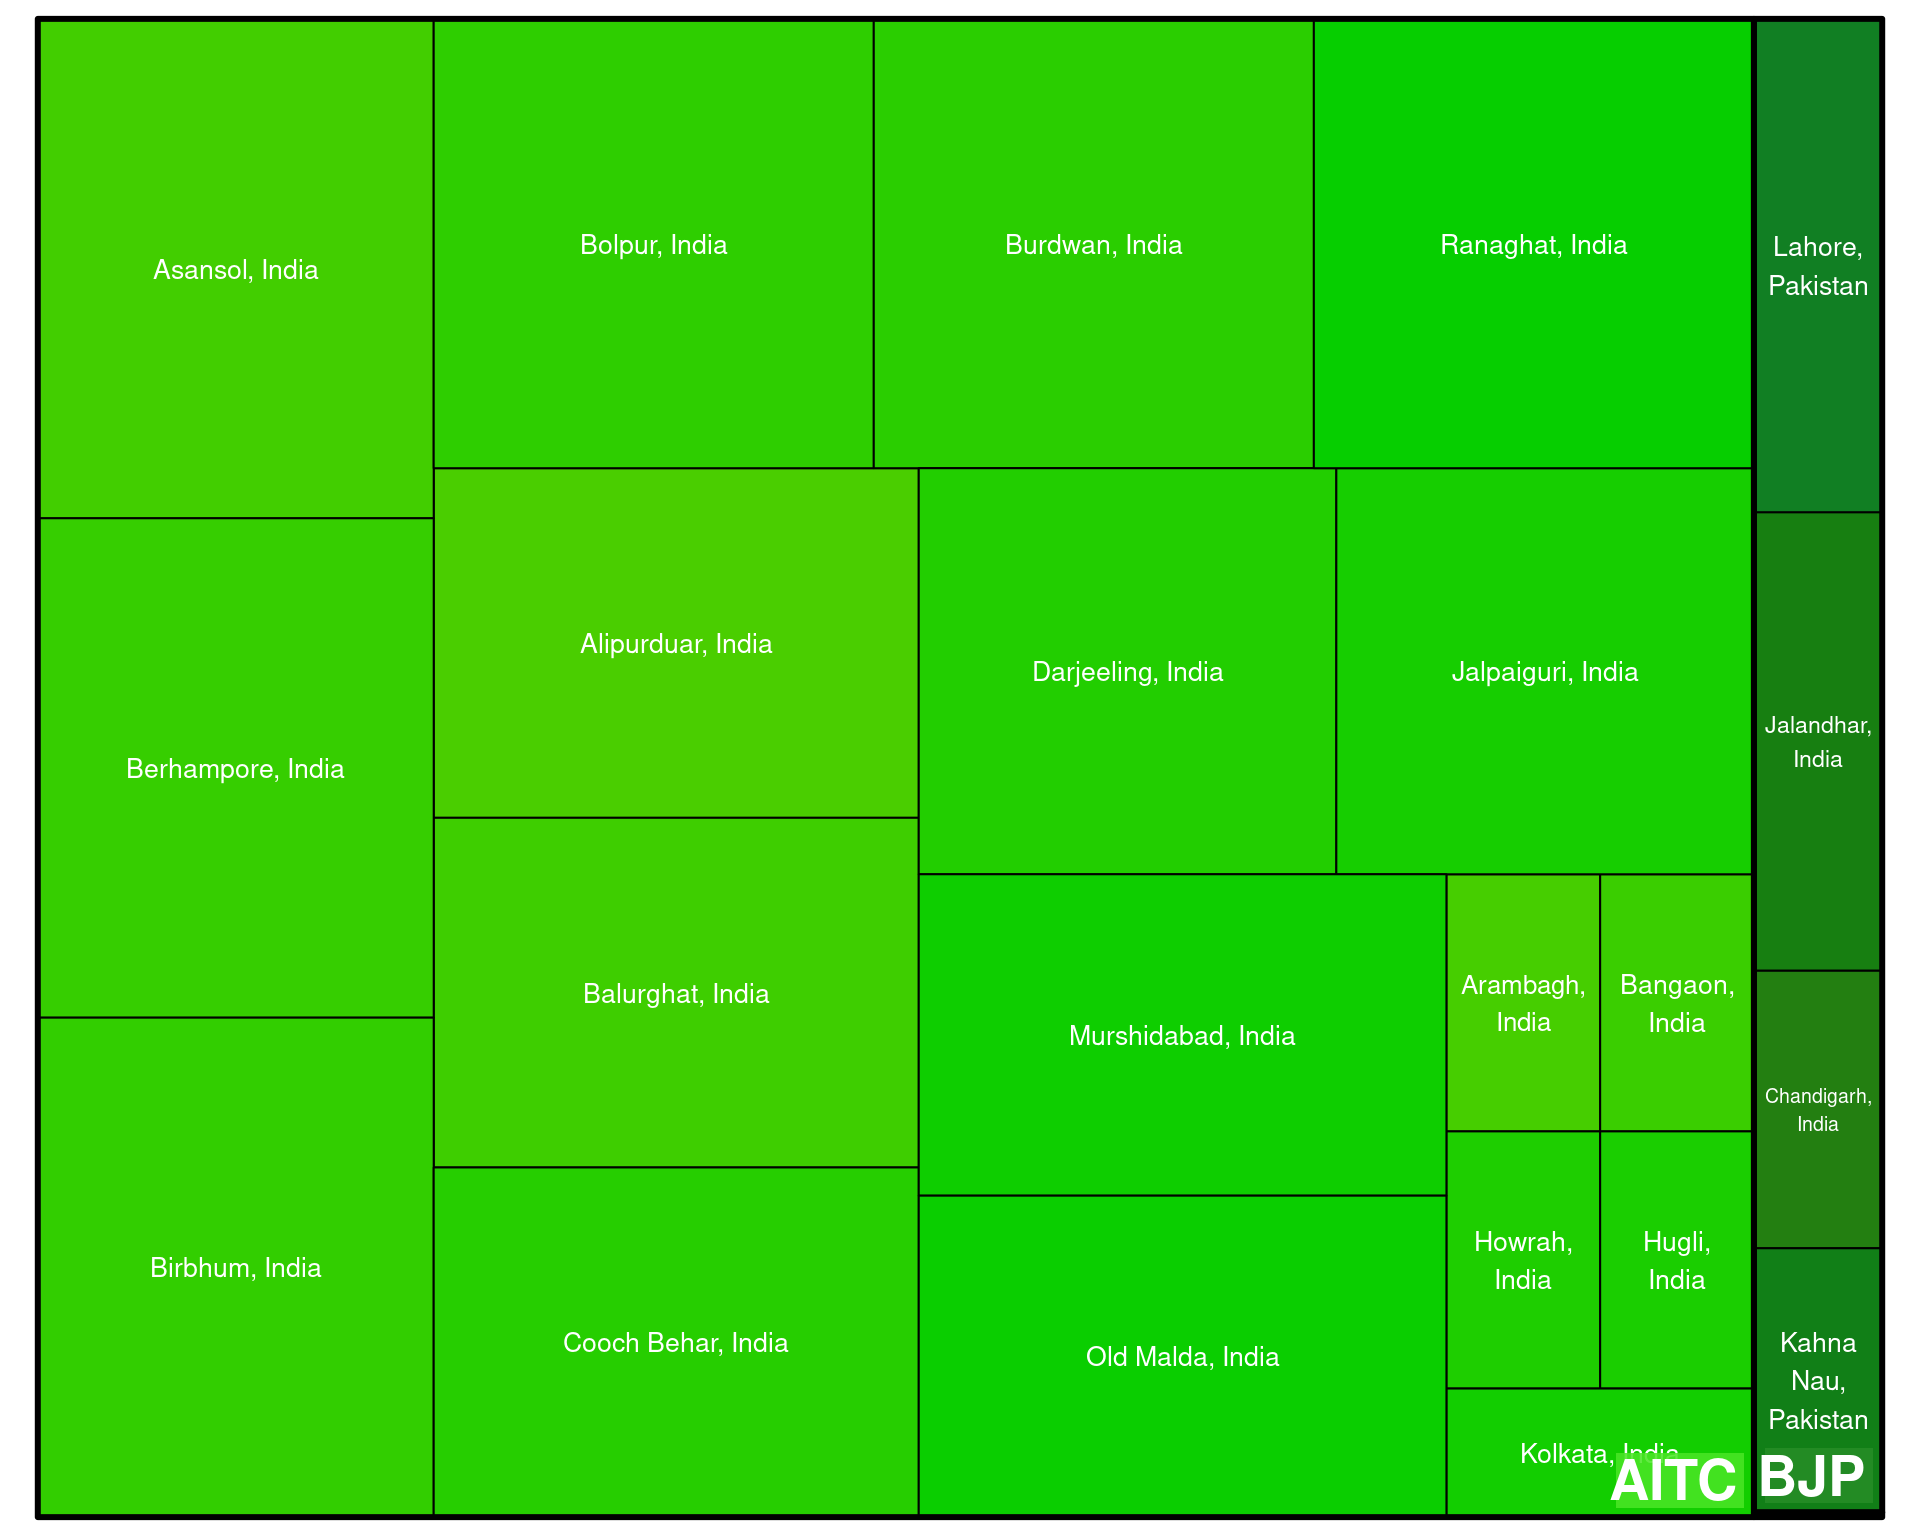 Asansol, India
Bolpur, India
Burdwan, India
Ranaghat, India
Lahore,
Pakistan
Alipurduar, India
Darjeeling, India
Jalpaiguri, India
Jalandhar,
India
Berhampore, India
Balurghat, India
Murshidabad, India
Arambagh,
India
Bangaon,
India
Chandigarh,
India
Birbhum, India
Cooch Behar, India
Old Malda, India
Howrah,
India
Hugli,
India
Kahna
Nau,
Pakistan
Kolkata, India
AITC
BJP